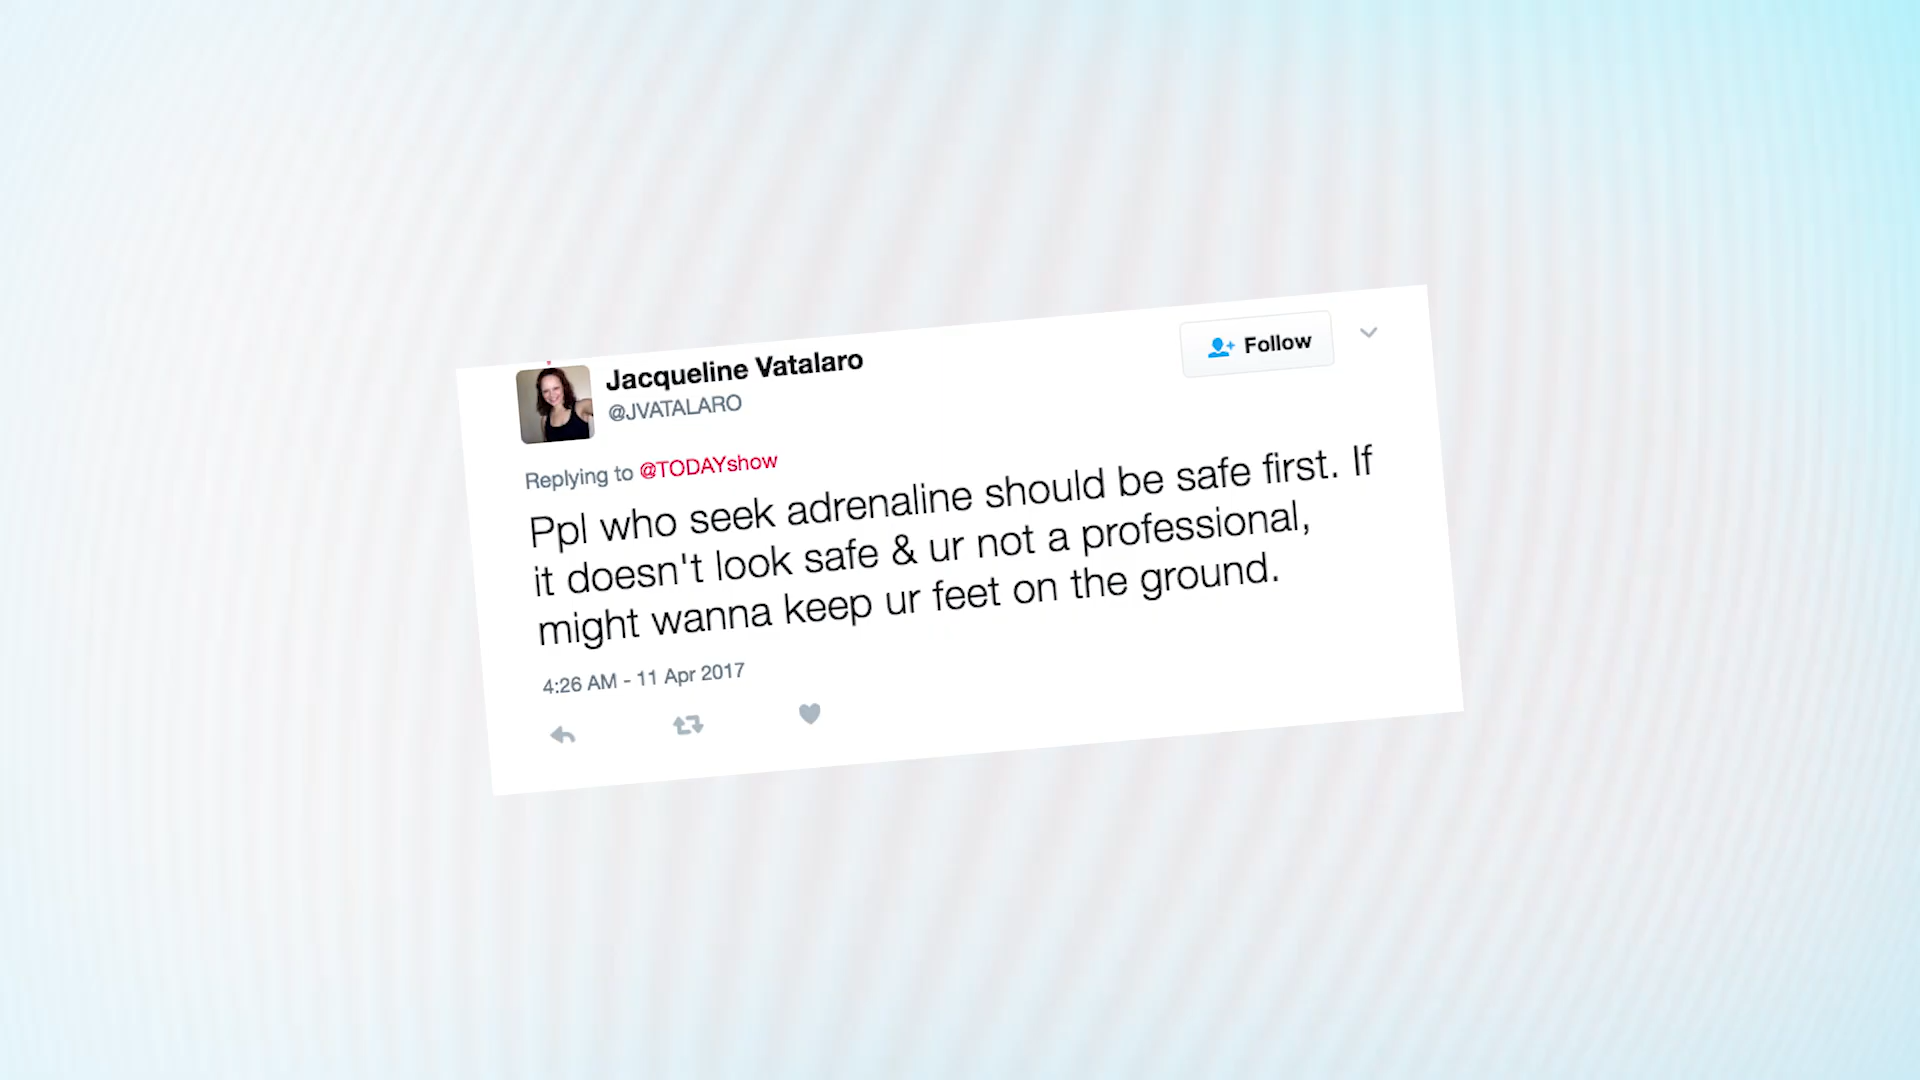 Jacqueline Vatalaro
@JVATALARO
Follow
Replying to @TODAYshow
Ppl who seek adrenaline should be safe first. If
it doesn't look safe & ur not a professional,
might wanna keep ur feet on the ground.
4:26 AM - 11 Apr 2017